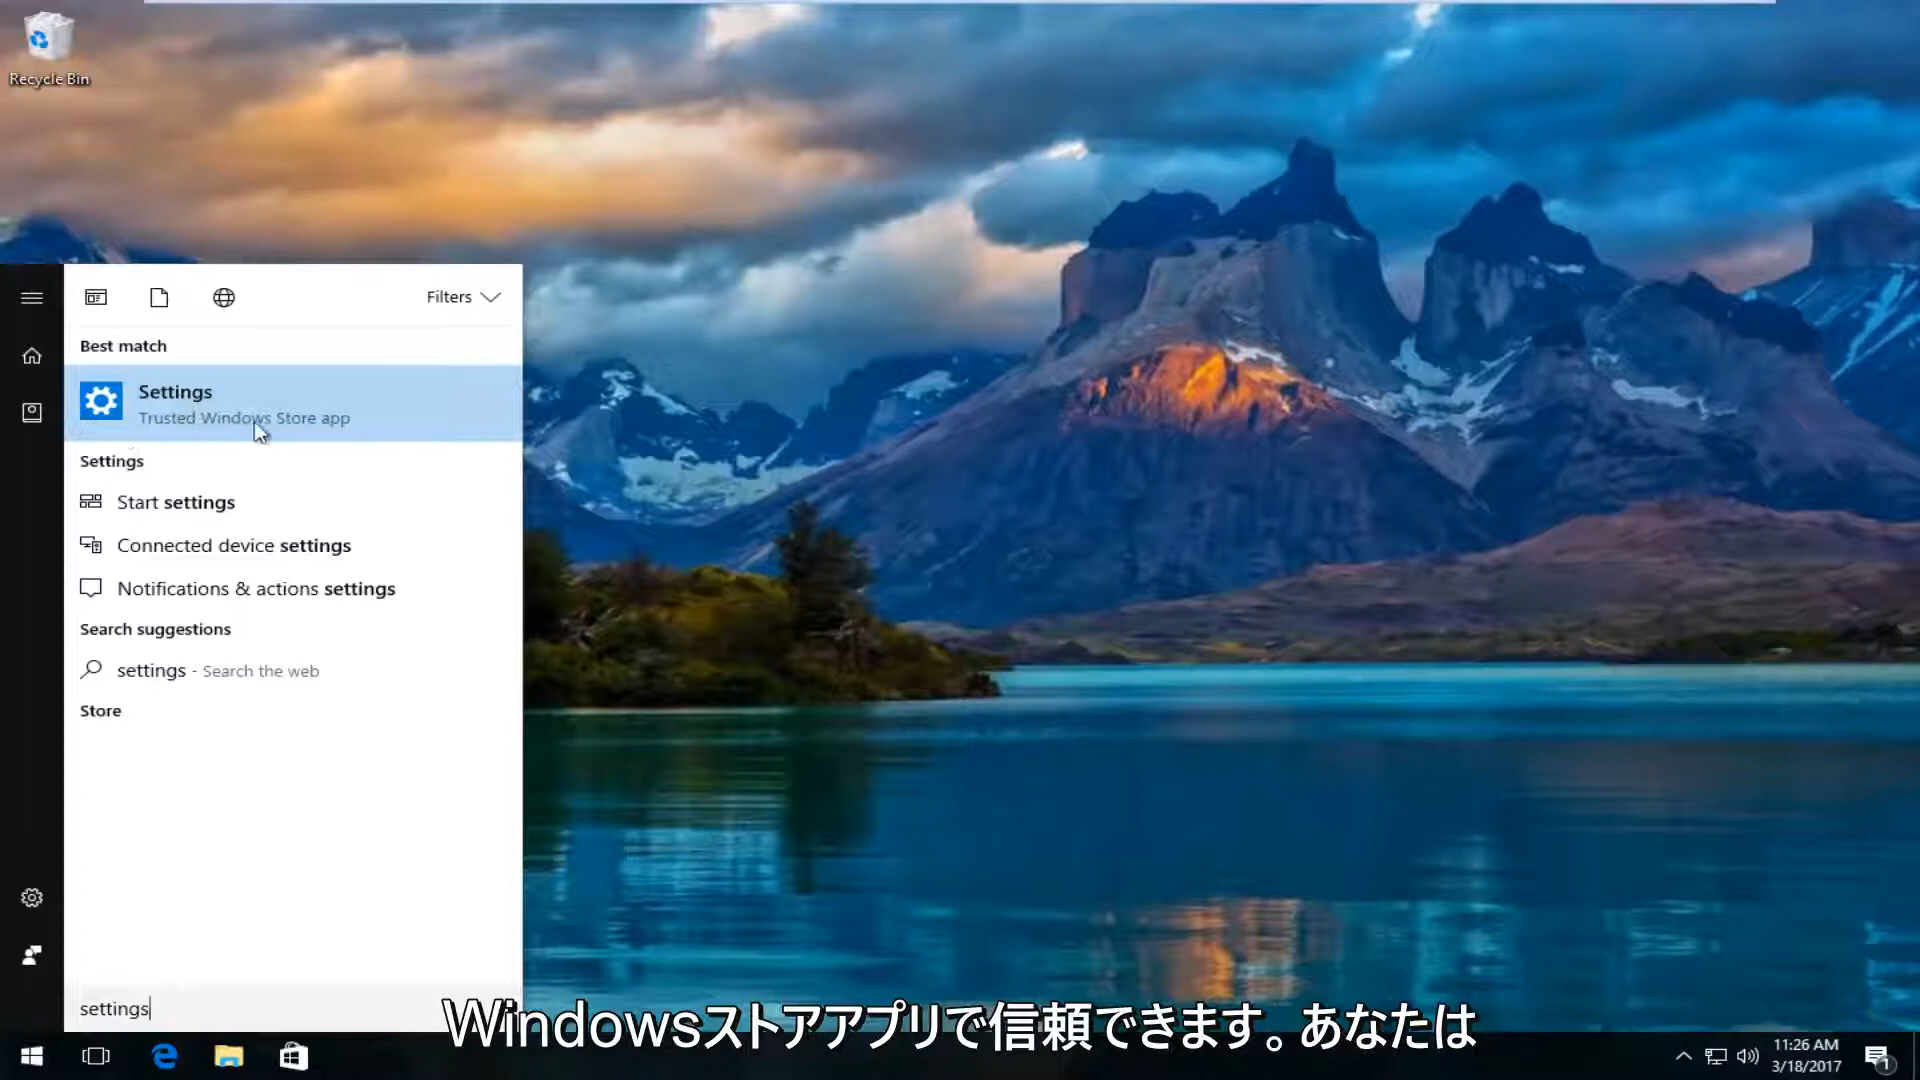 Recycle Bin
Filters
Best match
Settings
Trusted Windows Store app
Settings
Start settings
Connected device settings
Notifications & actions settings
Search suggestions
settings - Search the web
Store
settings
Windowsストアアプリで信頼できます。あなたは
11:26 AM
3/18/2017
1